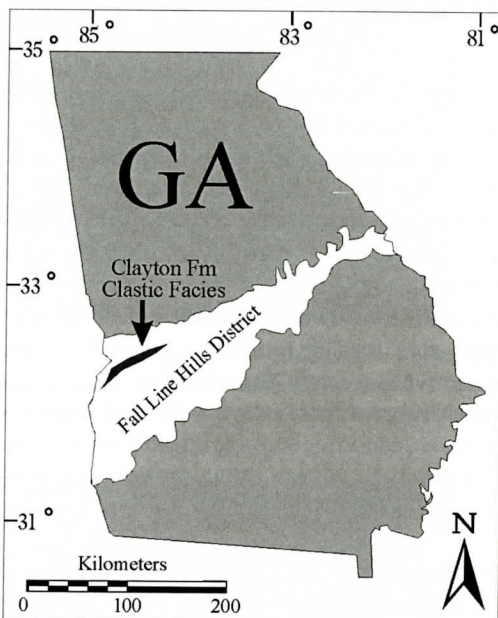 85°
83°
81°
35°
GA
33°
Clayton Fm
Clastic Facies
Fall Line Hills District
31°
N
Kilometers
0 100 200